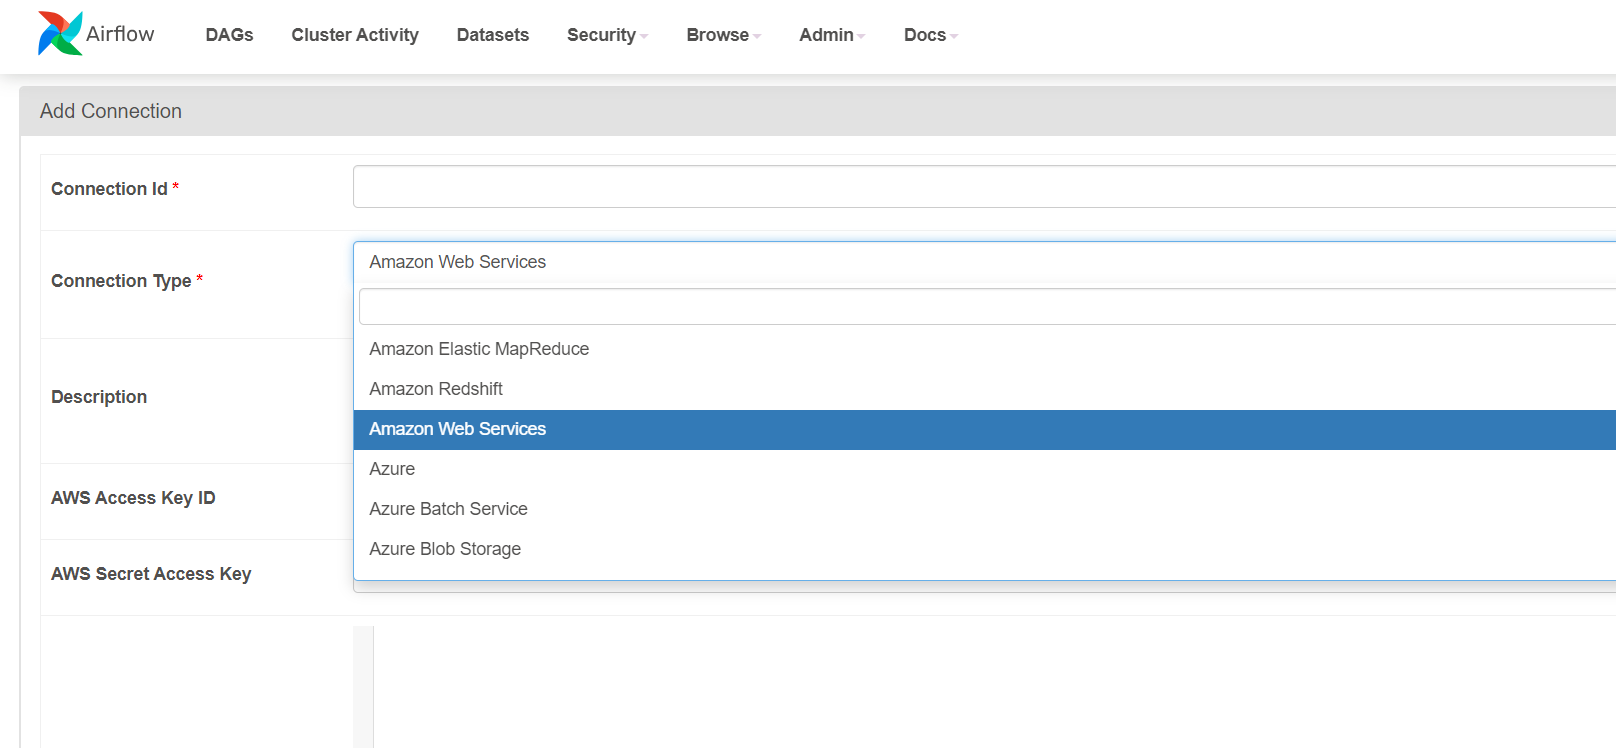 Airflow DAGs Cluster Activity Datasets Security Browse Admin Docs
Add Connection
Connection Id *
Amazon Web Services
Connection Type *
Amazon Elastic MapReduce
Amazon Redshift
Description
Amazon Web Services
Azure
AWS Access Key ID
Azure Batch Service
Azure Blob Storage
AWS Secret Access Key